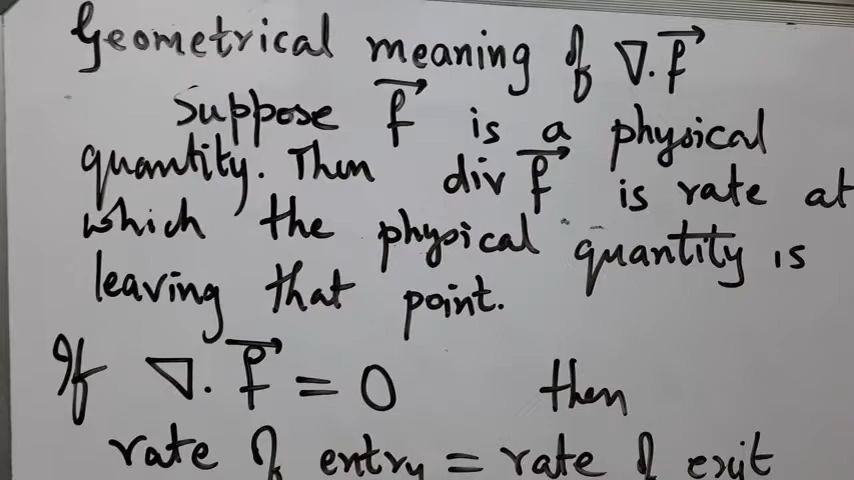 Geometrical meaning of ∇.f⃗
Suppose f⃗ is a physical
quantity. Then div f⃗ is rate at
which the physical quantity is
leaving that point.
If ∇.f⃗ = 0 then
rate of entry = rate of exit